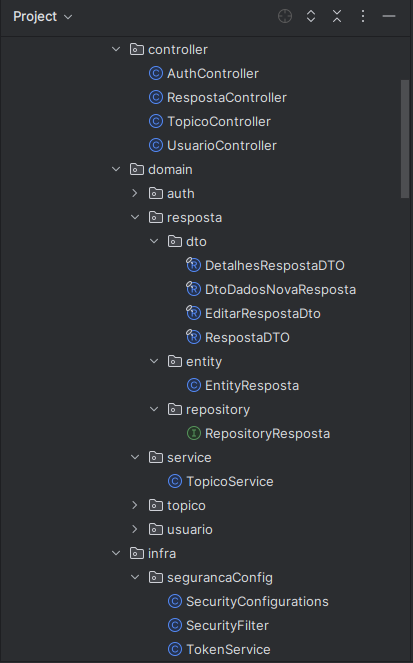 Project
controller
AuthController
RespostaController
TopicoController
UsuarioController
domain
auth
resposta
dto
DetalhesRespostaDTO
DtoDadosNovaResposta
EditarRespostaDto
RespostaDTO
entity
EntityResposta
repository
RepositoryResposta
service
TopicoService
topico
usuario
infra
segurancaConfig
SecurityConfigurations
SecurityFilter
TokenService